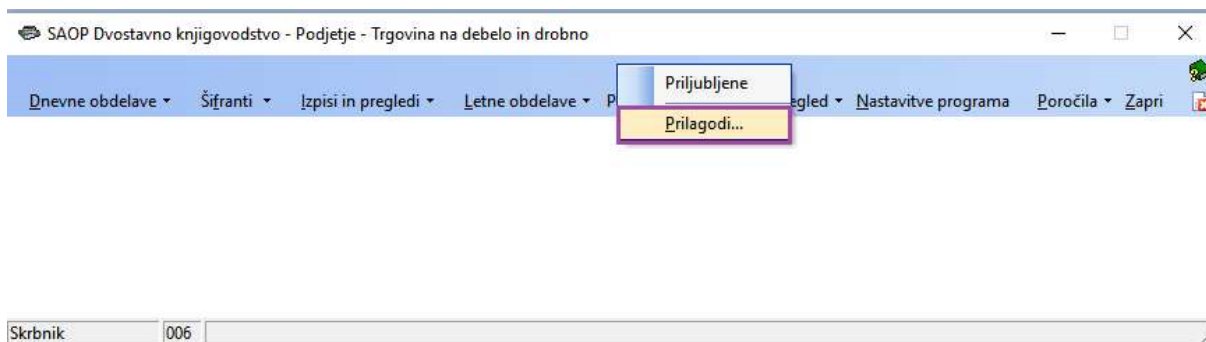 SAOP Dvostavno knjigovodstvo - Podjetje - Trgovina na debelo in drobno
Priljubljene
Dnevne obdelave Šifranti Izpisi in pregledi Letne obdelave P egled Nastavitve programa Poročila Zapri
Prilagodi...
Skrbnik 006